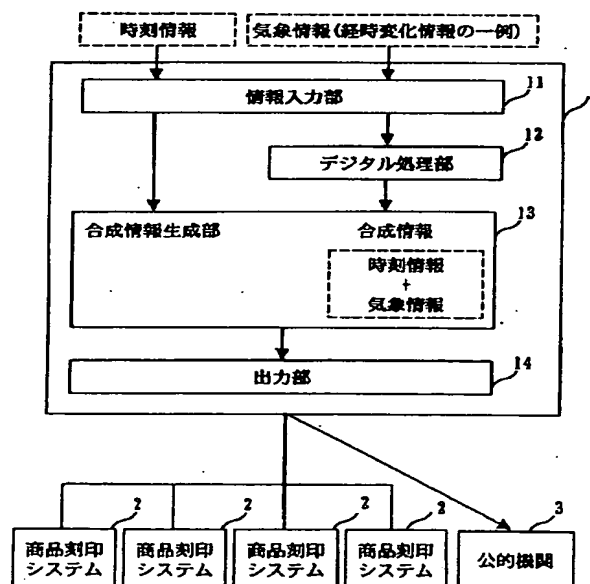 時刻情報
気象情報(経時変化情報の一例)
情報入力部
11
デジタル処理部
12
合成情報生成部
合成情報
13
時刻情報
+
気象情報
出力部
14
2
2
2
2
3
商品刻印
システム
商品刻印
システム
商品刻印
システム
商品刻印
システム
公的機関